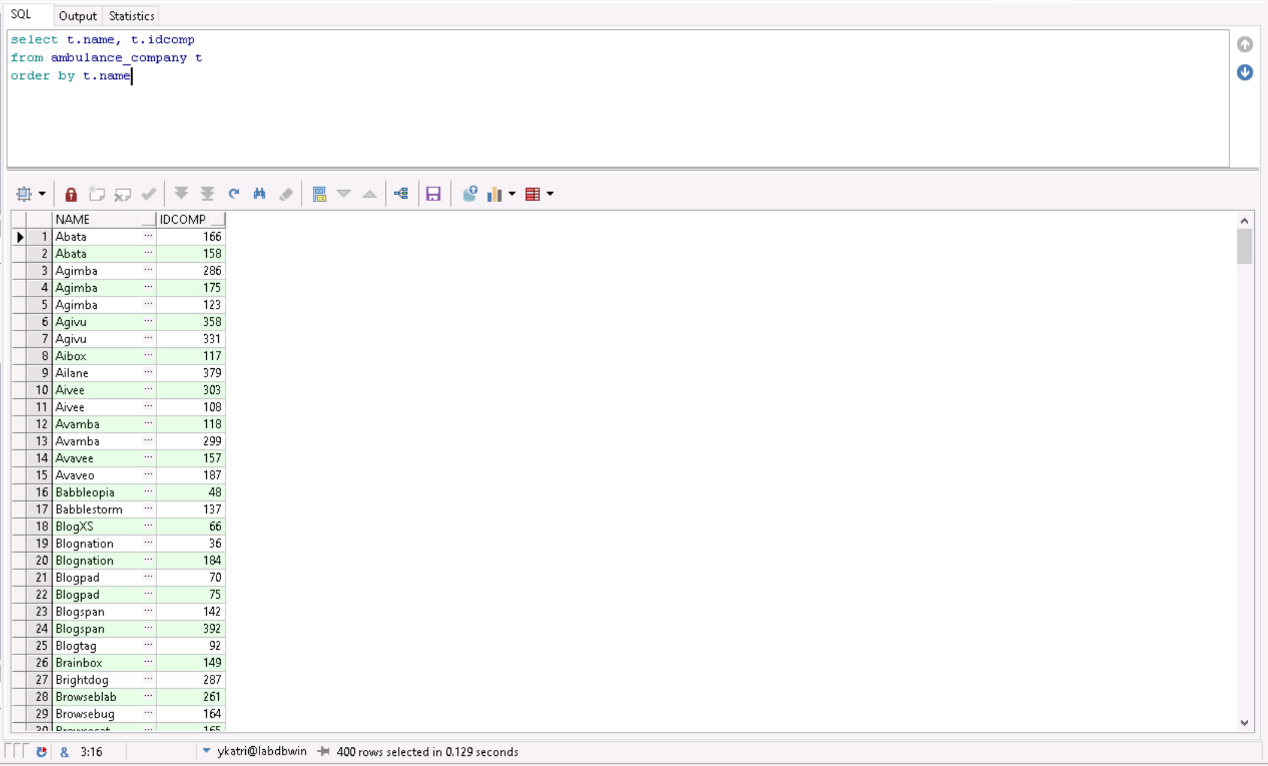 SQL Output Statistics
select t.name, t.idcomp
from ambulance_company t
order by t.name
NAME ... IDCOMP ...
1 Abata ... 166
2 Abata ... 158
3 Agimba ... 286
4 Agimba ... 175
5 Agimba ... 123
6 Agivu ... 358
7 Agivu ... 331
8 Aibox ... 117
9 Ailane ... 379
10 Aivee ... 303
11 Aivee ... 108
12 Avamba ... 118
13 Avamba ... 299
14 Avavee ... 157
15 Avaveo ... 187
16 Babbleopia ... 48
17 Babblestorm ... 137
18 BlogXS ... 66
19 Blognation ... 36
20 Blognation ... 184
21 Blogpad ... 70
22 Blogpad ... 75
23 Blogspan ... 142
24 Blogspan ... 392
25 Blogtag ... 92
26 Brainbox ... 149
27 Brightdog ... 287
28 Browseblab ... 261
29 Browsebug ... 164
30 Browsecat ... 165
& 3:16 ykatri@labdbwin 400 rows selected in 0.129 seconds